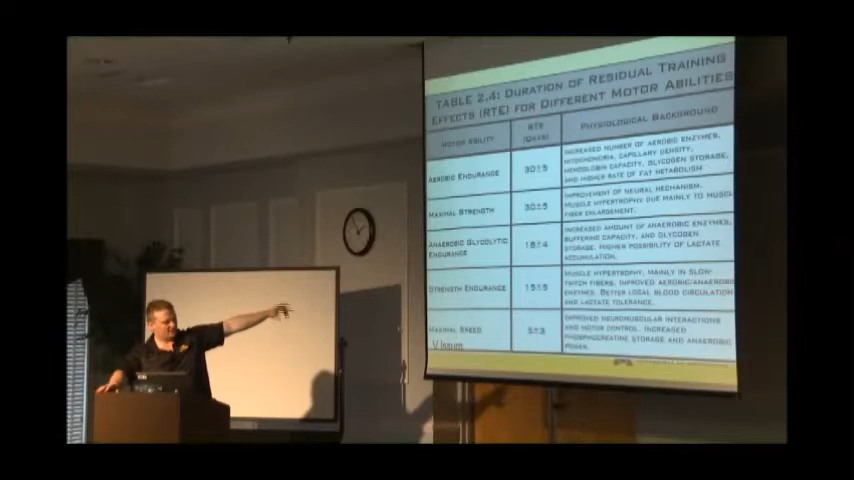 TABLE 2.4: DURATION OF RESIDUAL TRAINING
EFFECTS (RTE) FOR DIFFERENT MOTOR ABILITIES
MOTOR ABILITY
RTE
(DAYS)
PHYSIOLOGICAL BACKGROUND
AEROBIC ENDURANCE
30±5
INCREASED NUMBER OF AEROBIC ENZYMES,
MITOCHONDRIA, CAPILLARY DENSITY,
HEMOGLOBIN CAPACITY, GLYCOGEN STORAGE,
AND HIGHER RATE OF FAT METABOLISM
MAXIMAL STRENGTH
30±5
IMPROVEMENT OF NEURAL MECHANISM.
MUSCLE HYPERTROPHY DUE MAINLY TO MUSCLE
FIBER ENLARGEMENT.
ANAEROBIC GLYCOLYTIC
ENDURANCE
18±4
INCREASED AMOUNT OF ANAEROBIC ENZYMES,
BUFFERING CAPACITY, AND GLYCOGEN
STORAGE. HIGHER POSSIBILITY OF LACTATE
ACCUMULATION.
STRENGTH ENDURANCE
15±5
MUSCLE HYPERTROPHY, MAINLY IN SLOW-
TWITCH FIBERS, IMPROVED AEROBIC/ANAEROBIC
ENZYMES. BETTER LOCAL BLOOD CIRCULATION
AND LACTATE TOLERANCE.
MAXIMAL SPEED
5±3
IMPROVED NEUROMUSCULAR INTERACTIONS
AND MOTOR CONTROL. INCREASED
PHOSPHOCREATINE STORAGE AND ANAEROBIC
POWER.